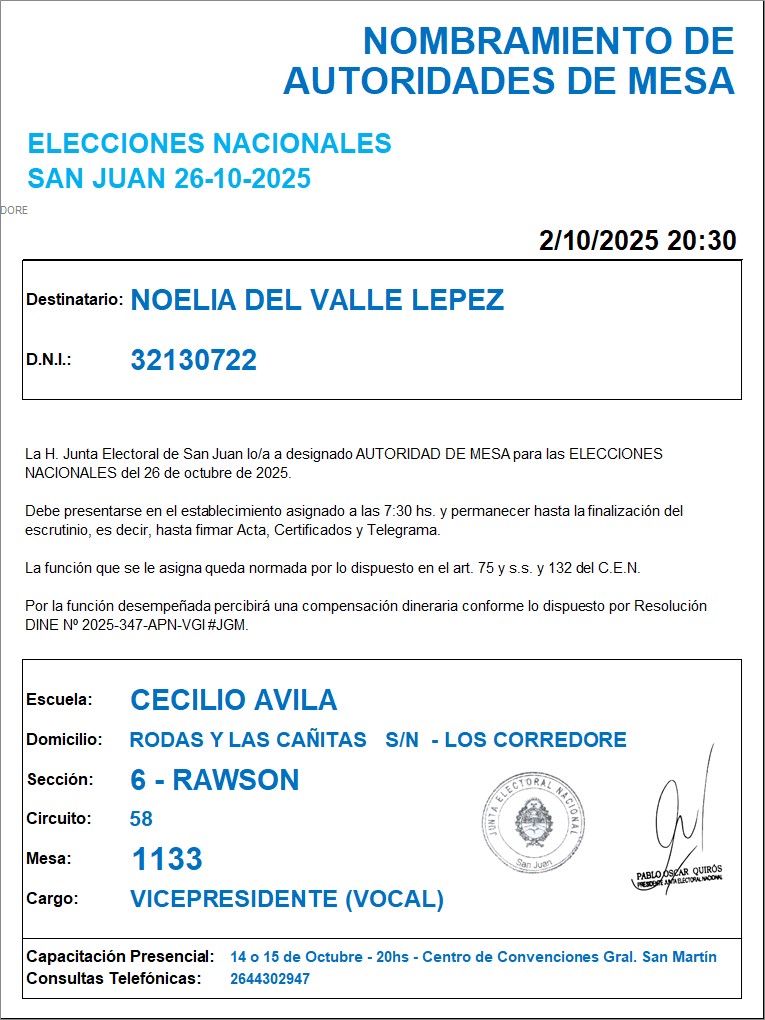 NOMBRAMIENTO DE
AUTORIDADES DE MESA
ELECCIONES NACIONALES
SAN JUAN 26-10-2025
DORE
2/10/2025 20:30
Destinatario: NOELIA DEL VALLE LEPEZ
D.N.I.: 32130722
La H. Junta Electoral de San Juan lo/a a designado AUTORIDAD DE MESA para las ELECCIONES
NACIONALES del 26 de octubre de 2025.
Debe presentarse en el establecimiento asignado a las 7:30 hs. y permanecer hasta la finalización del
escrutinio, es decir, hasta firmar Acta, Certificados y Telegrama.
La función que se le asigna queda normada por lo dispuesto en el art. 75 y s.s. y 132 del C.E.N.
Por la función desempeñada percibirá una compensación dineraria conforme lo dispuesto por Resolución
DINE Nº 2025-347-APN-VGI#JGM.
Escuela: CECILIO AVILA
Domicilio: RODAS Y LAS CAÑITAS S/N - LOS CORREDORE
Sección: 6 - RAWSON
Circuito: 58
Mesa: 1133
Cargo: VICEPRESIDENTE (VOCAL)
JUNTA ELECTORAL NACIONAL
San Juan
PABLO OSCAR QUIRÓS
PRESIDENTE JUNTA ELECTORAL NACIONAL
Capacitación Presencial: 14 o 15 de Octubre - 20hs - Centro de Convenciones Gral. San Martín
Consultas Telefónicas: 2644302947